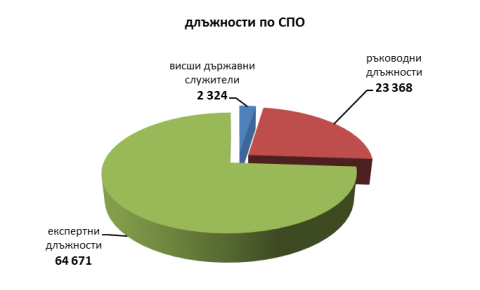 длъжности по СПО
висши държавни
служители
2 324
ръководни
длъжности
23 368
експертни
длъжности
64 671